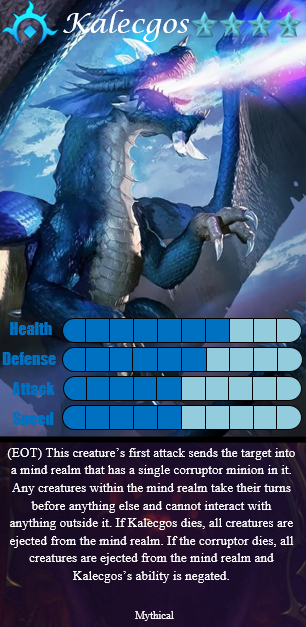 Kalecgos
Health
Defense
Attack
Speed
(EOT) This creature's first attack sends the target into
a mind realm that has a single corruptor minion in it.
Any creatures within the mind realm take their turns
before anything else and cannot interact with
anything outside it. If Kalecgos dies, all creatures are
ejected from the mind realm. If the corruptor dies, all
creatures are ejected from the mind realm and
Kalecgos's ability is negated.
Mythical